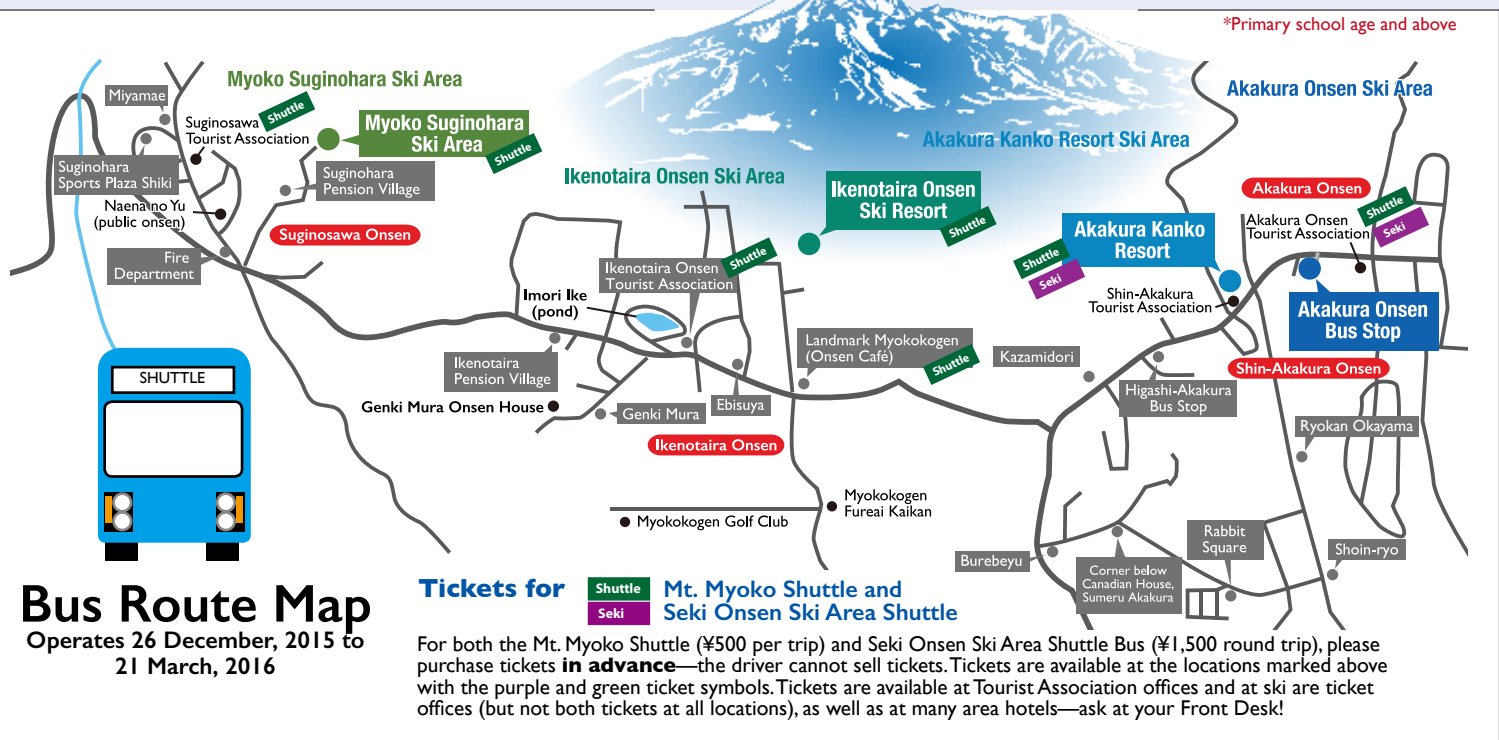 *Primary school age and above
Myoko Suginohara Ski Area
Akakura Onsen Ski Area
Miyamae
Shuttle
Suginosawa
Tourist Association
Myoko Suginohara
Ski Area
Shuttle
Akakura Kanko Resort Ski Area
Suginohara
Sports Plaza Shiki
Suginohara
Pension Village
Ikenotaira Onsen Ski Area
Ikenotaira Onsen
Ski Resort
Shuttle
Akakura Onsen
Naena no Yu
(public onsen)
Suginosawa Onsen
Akakura Kanko
Resort
Shuttle
Seki
Akakura Onsen
Tourist Association
Shuttle
Seki
Fire
Department
Ikenotaira Onsen
Tourist Association
Shuttle
Imori Ike
(pond)
Shin-Akakura
Tourist Association
Akakura Onsen
Bus Stop
Landmark Myokokogen
(Onsen Café)
Shuttle
Kazamidori
Ikenotaira
Pension Village
Shin-Akakura Onsen
SHUTTLE
Genki Mura Onsen House
Genki Mura
Ebisuya
Higashi-Akakura
Bus Stop
Ikenotaira Onsen
Ryokan Okayama
Myokokogen
Fureai Kaikan
Myokokogen Golf Club
Rabbit
Square
Shoin-ryo
Burebeyu
Corner below
Canadian House,
Sumeru Akakura
Bus Route Map
Operates 26 December, 2015 to
21 March, 2016
Tickets for
Shuttle
Mt. Myoko Shuttle and
Seki
Seki Onsen Ski Area Shuttle
For both the Mt. Myoko Shuttle (¥500 per trip) and Seki Onsen Ski Area Shuttle Bus (¥1,500 round trip), please
purchase tickets in advance—the driver cannot sell tickets. Tickets are available at the locations marked above
with the purple and green ticket symbols. Tickets are available at Tourist Association offices and at ski are ticket
offices (but not both tickets at all locations), as well as at many area hotels—ask at your Front Desk!